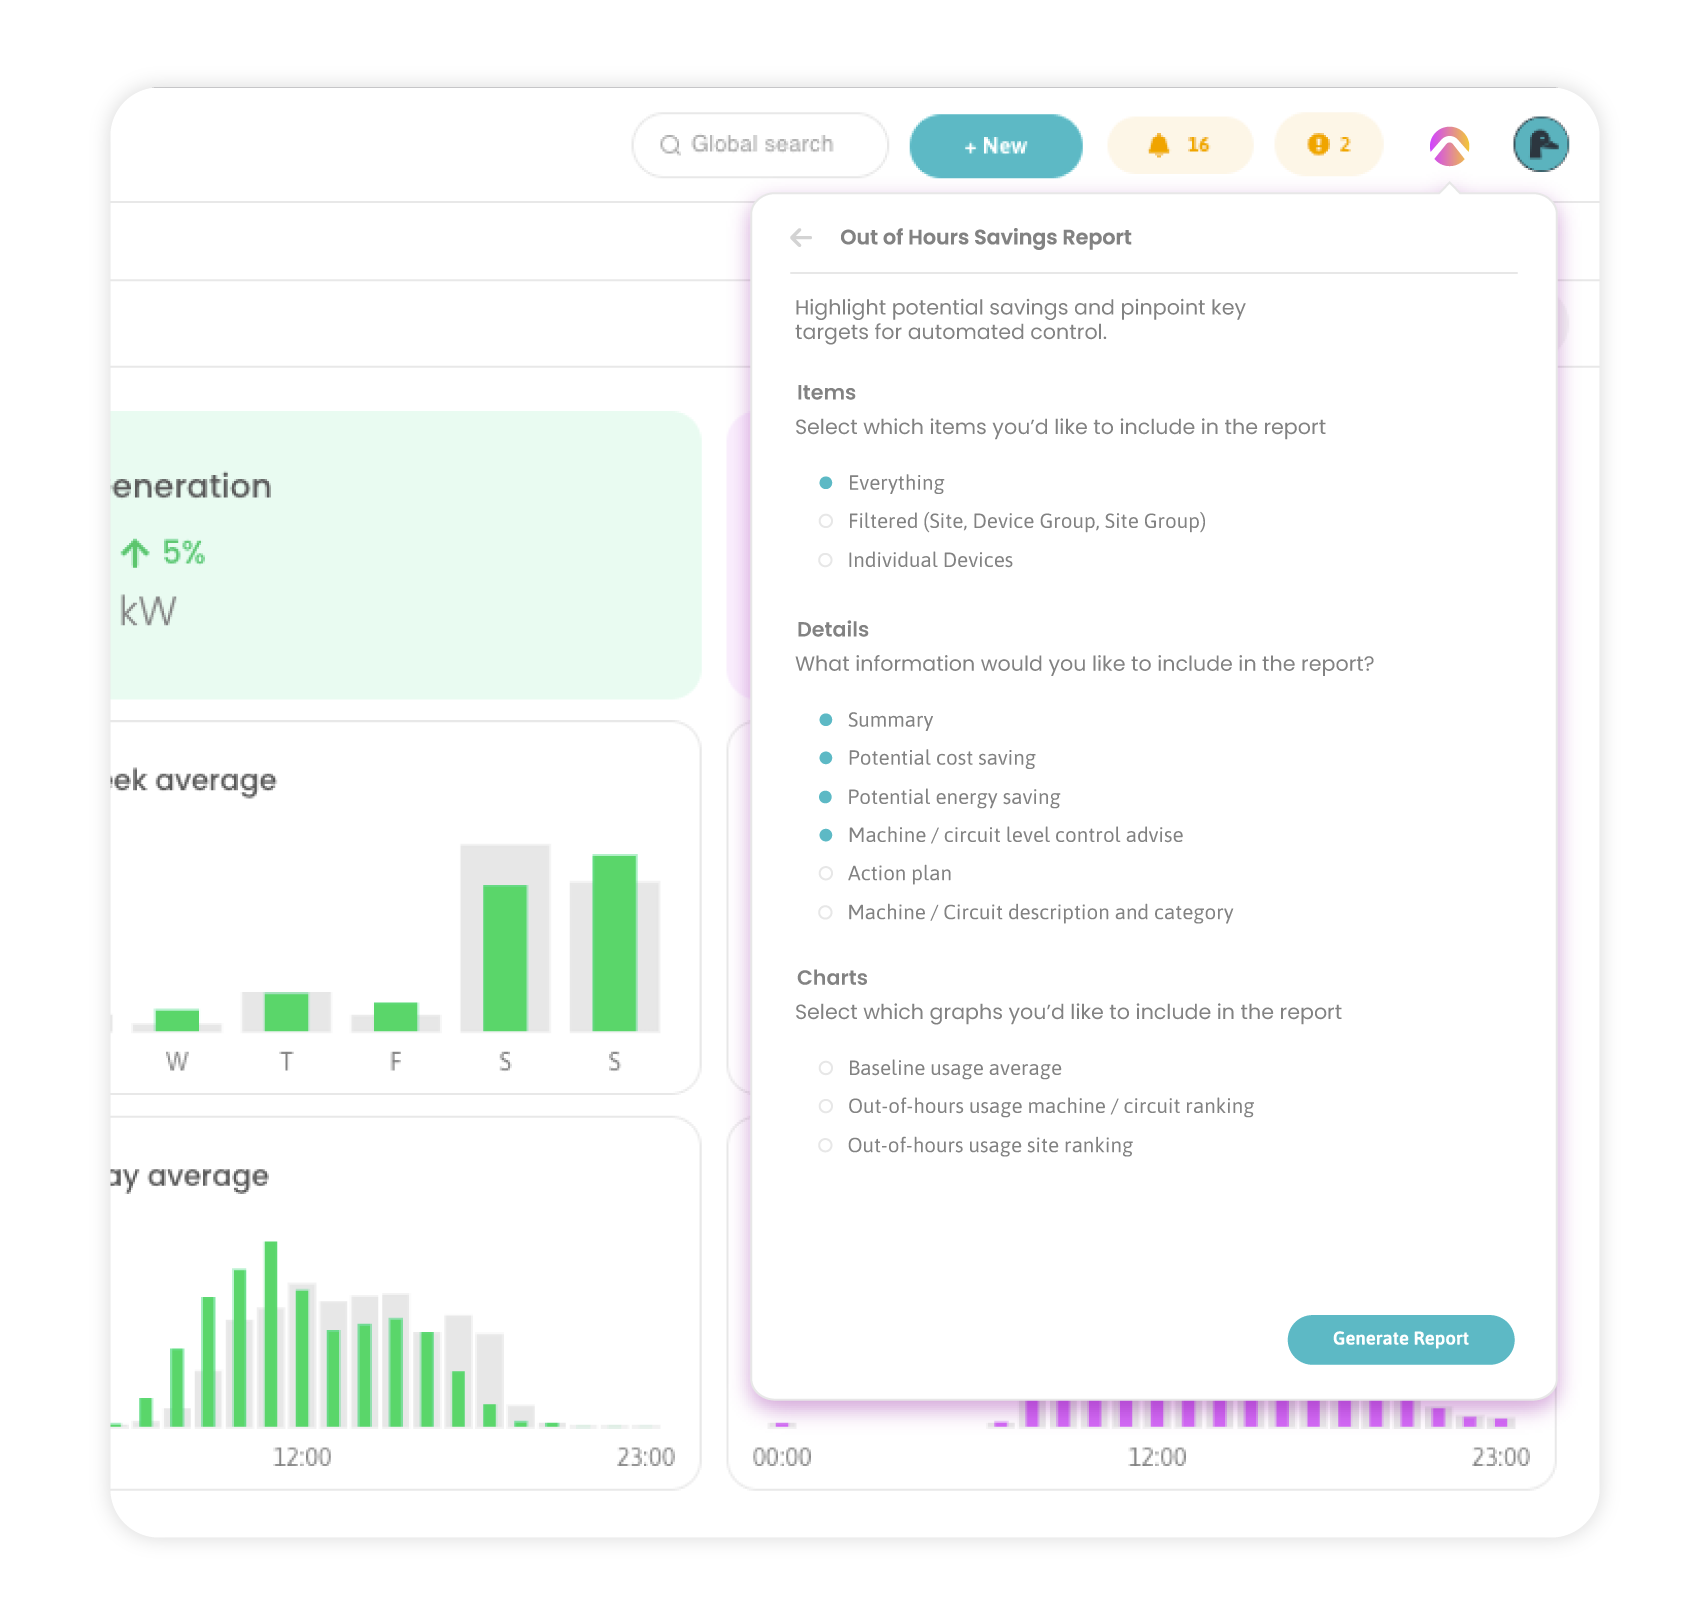 Global search
+ New
16
2
Out of Hours Savings Report
Highlight potential savings and pinpoint key
targets for automated control.
Items
Select which items you'd like to include in the report
Everything
Filtered (Site, Device Group, Site Group)
Individual Devices
Details
What information would you like to include in the report?
Summary
Potential cost saving
Potential energy saving
Machine / circuit level control advise
Action plan
Machine / Circuit description and category
Charts
Select which graphs you'd like to include in the report
Baseline usage average
Out-of-hours usage machine / circuit ranking
Out-of-hours usage site ranking
Generate Report
eneration
5%
kW
eek average
W T F S S
ay average
12:00 23:00
00:00 12:00 23:00